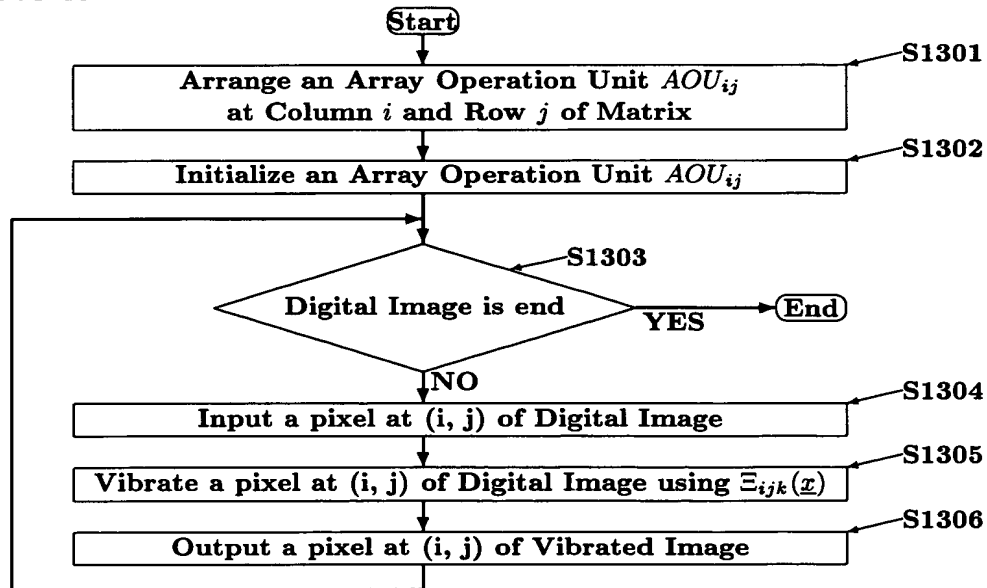 Start
S1301
Arrange an Array Operation Unit AOU_ij
at Column i and Row j of Matrix
S1302
Initialize an Array Operation Unit AOU_ij
S1303
Digital Image is end
YES
End
NO
S1304
Input a pixel at (i, j) of Digital Image
S1305
Vibrate a pixel at (i, j) of Digital Image using Ξ_ijk(x)
S1306
Output a pixel at (i, j) of Vibrated Image